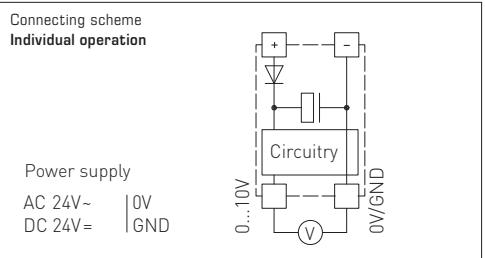 Connecting scheme
Individual operation
+ −
Circuitry
Power supply
AC 24V~ 0V
DC 24V= GND
0...10V
0V/GND
V